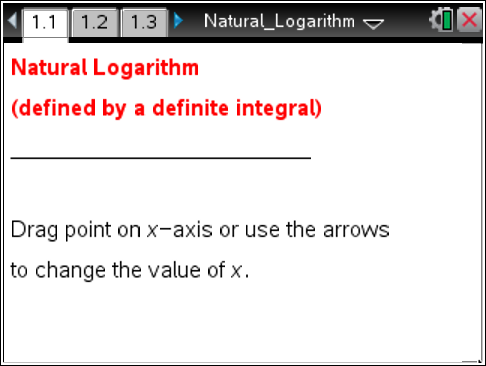 1.1 1.2 1.3 Natural_Logarithm
Natural Logarithm
(defined by a definite integral)
Drag point on x–axis or use the arrows
to change the value of x.